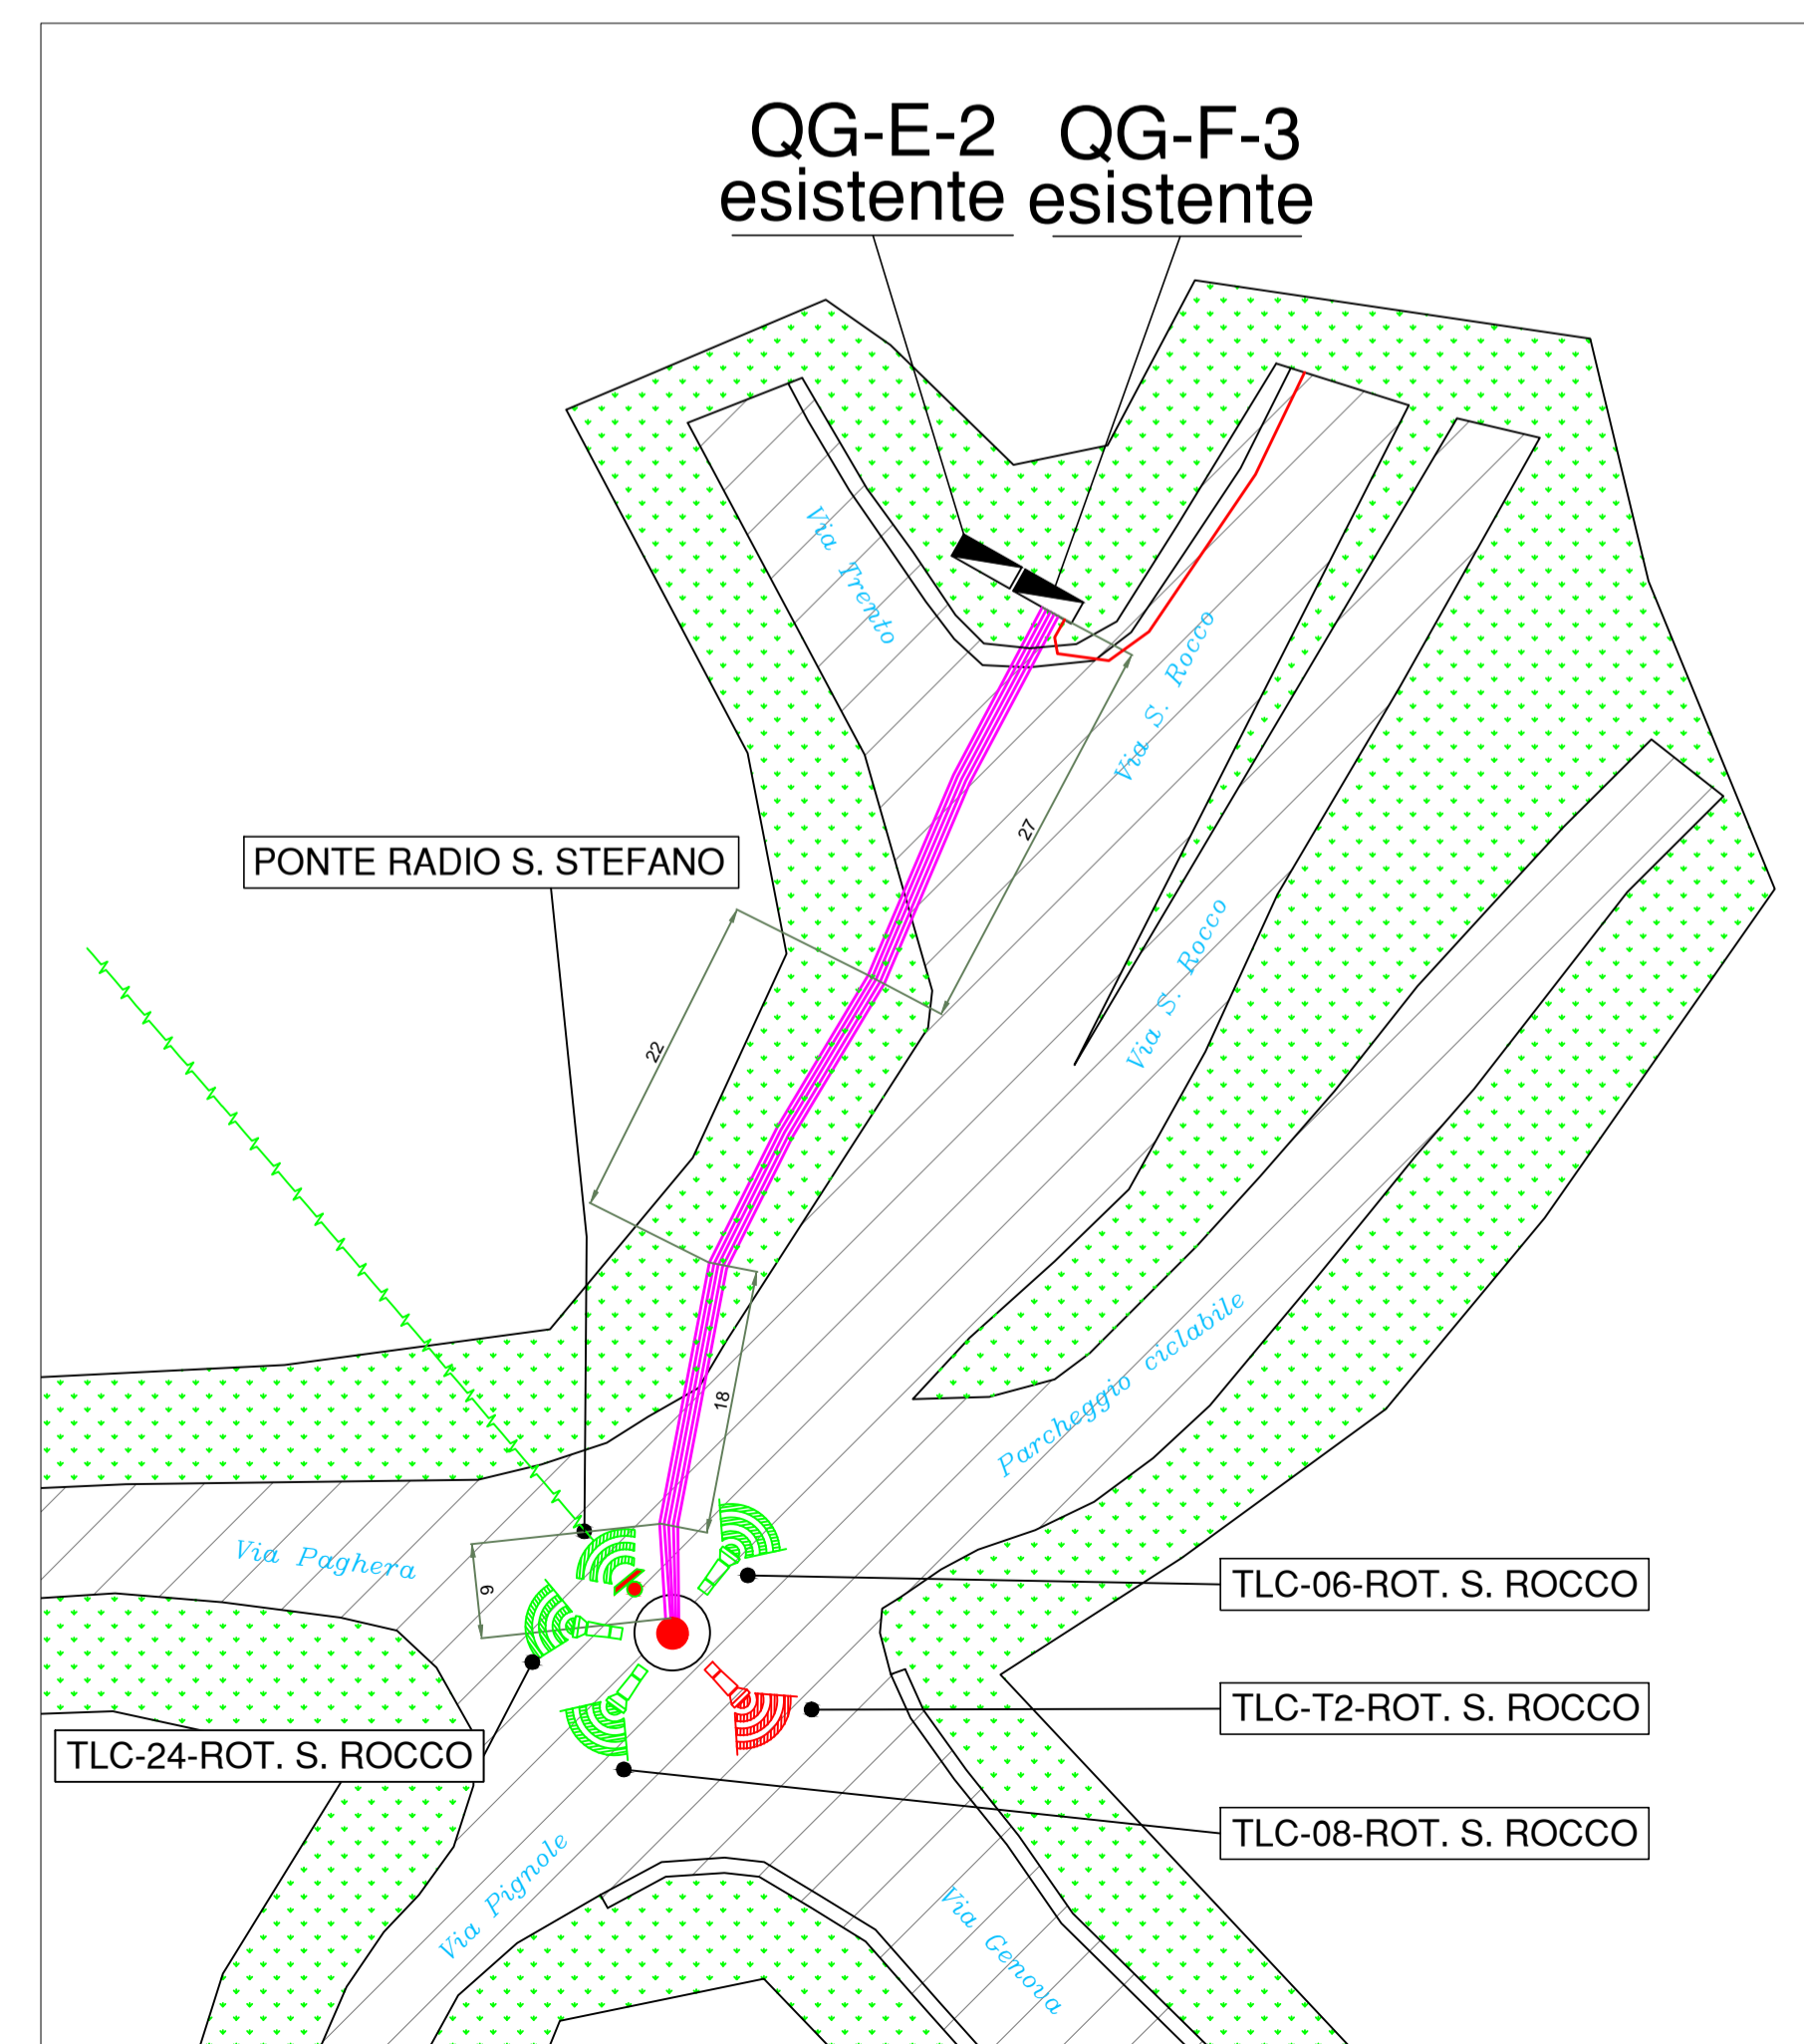 QG-E-2
esistente
QG-F-3
esistente
Via Trento
Via S. Rocco
27
PONTE RADIO S. STEFANO
22
Via S. Rocco
18
Parcheggio ciclabile
Via Paghera
9
TLC-06-ROT. S. ROCCO
TLC-T2-ROT. S. ROCCO
TLC-24-ROT. S. ROCCO
TLC-08-ROT. S. ROCCO
Via Pignole
Via Genova